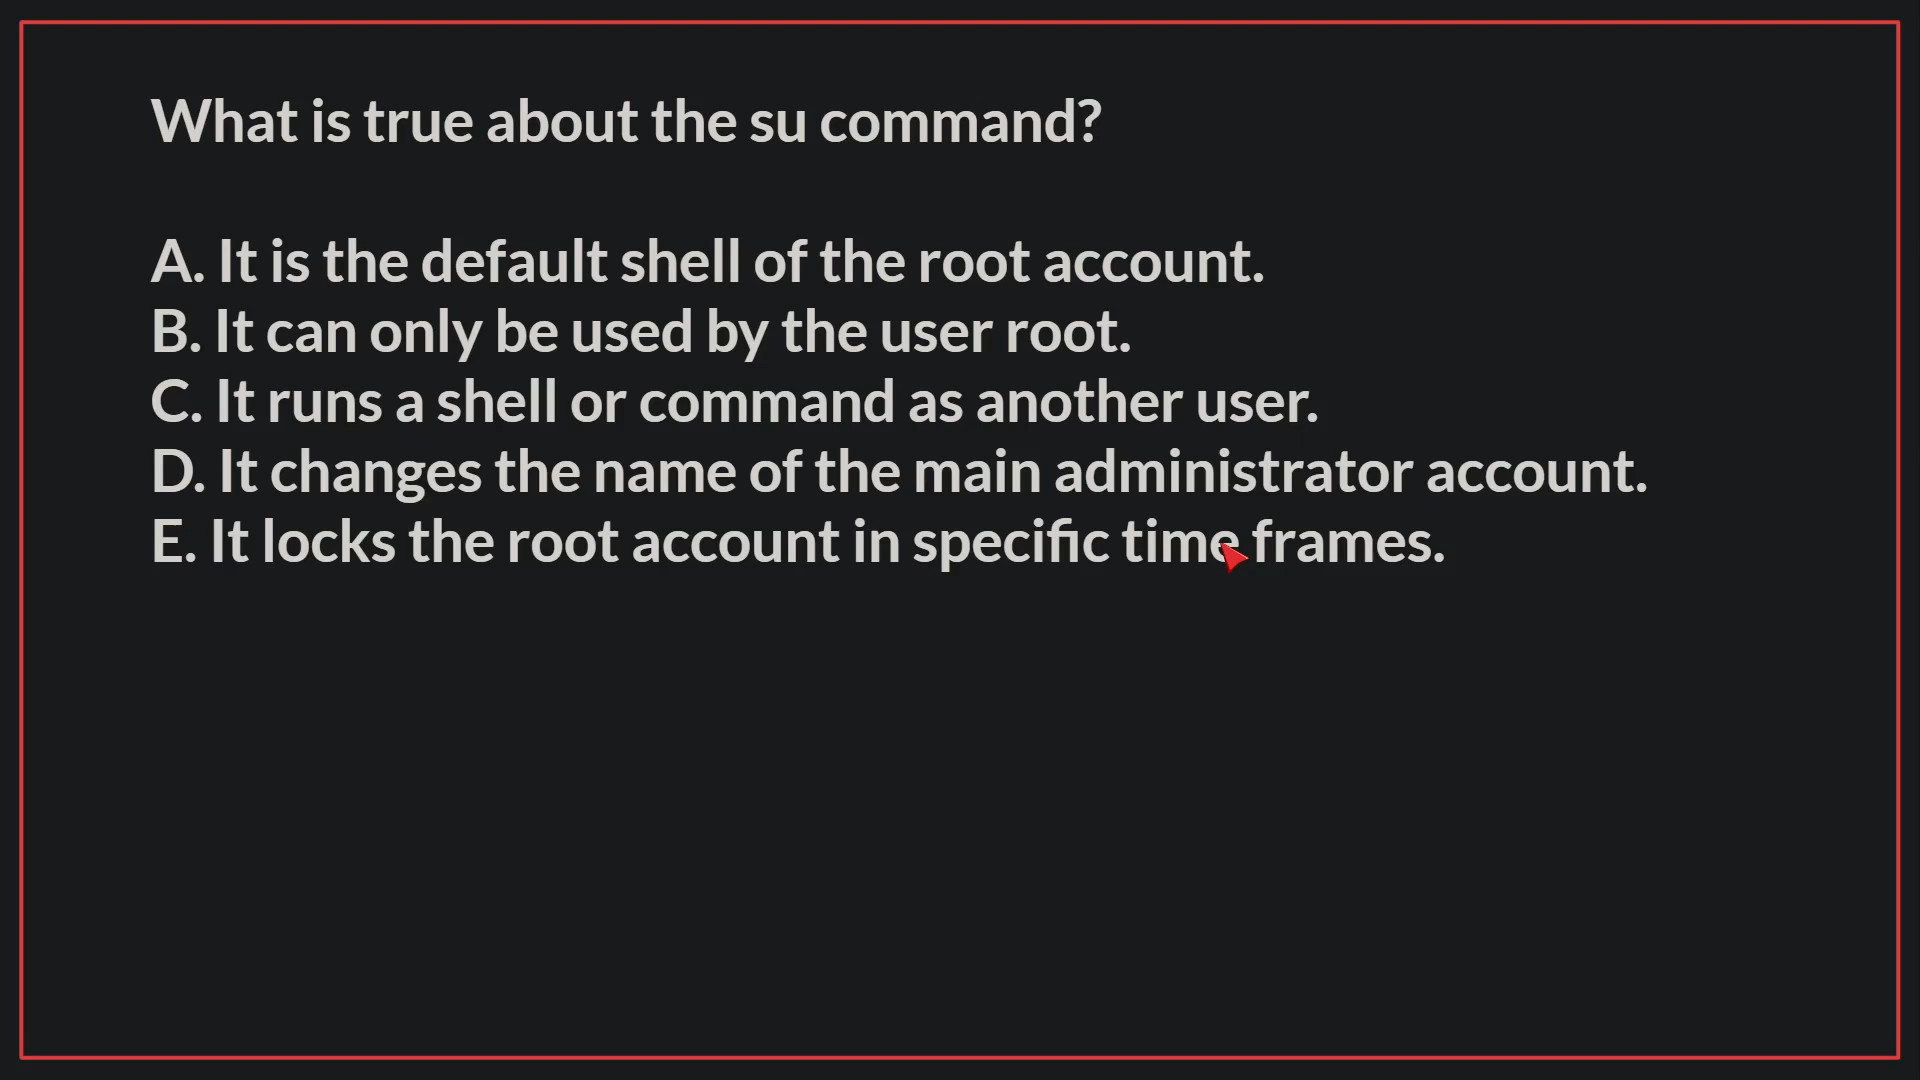 What is true about the su command?
A. It is the default shell of the root account.
B. It can only be used by the user root.
C. It runs a shell or command as another user.
D. It changes the name of the main administrator account.
E. It locks the root account in specific time frames.